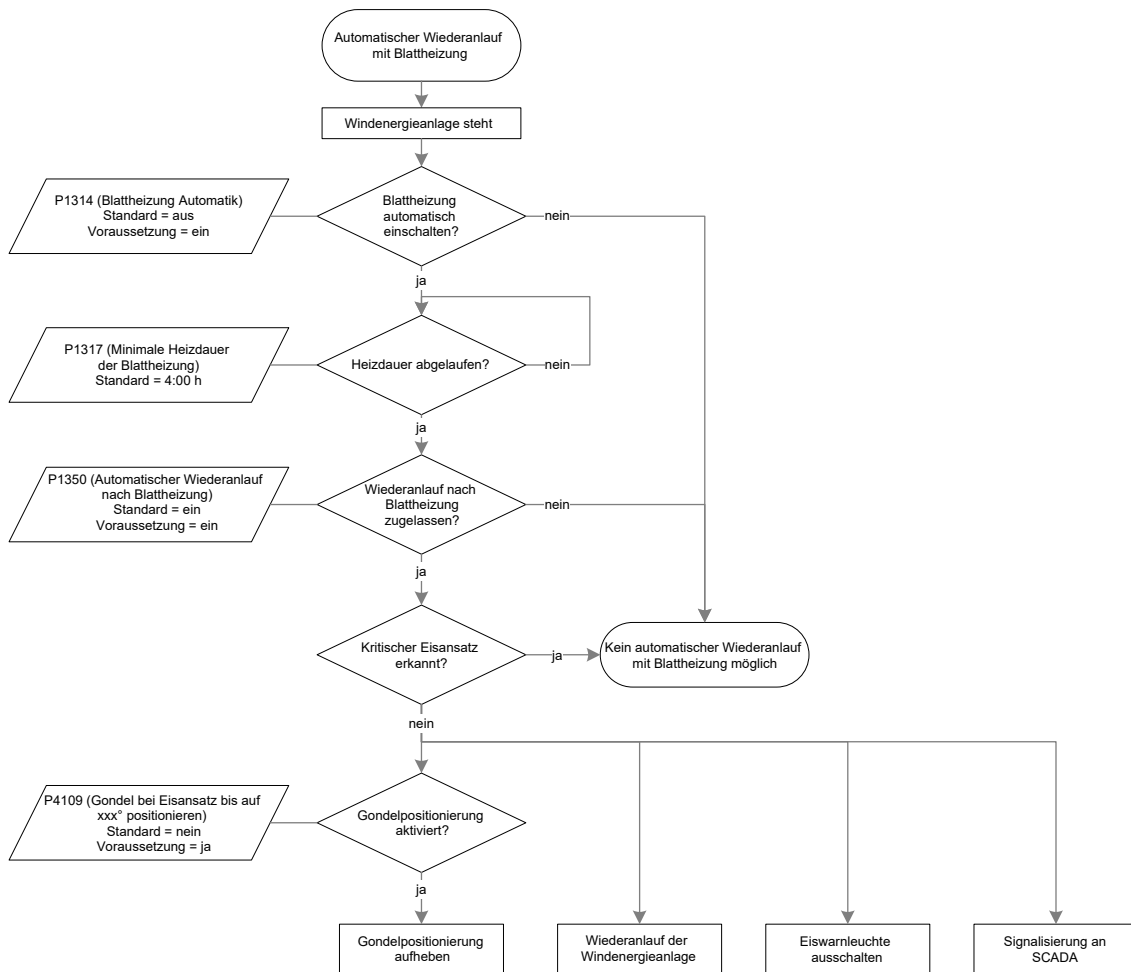 Automatischer Wiederanlauf
mit Blattheizung
Windenergieanlage steht
P1314 (Blattheizung Automatik)
Standard = aus
Voraussetzung = ein
Blattheizung
automatisch
einschalten?
nein
ja
P1317 (Minimale Heizdauer
der Blattheizung)
Standard = 4:00 h
Heizdauer abgelaufen?
nein
ja
P1350 (Automatischer Wiederanlauf
nach Blattheizung)
Standard = ein
Voraussetzung = ein
Wiederanlauf nach
Blattheizung
zugelassen?
nein
ja
Kritischer Eisansatz
erkannt?
ja
Kein automatischer Wiederanlauf
mit Blattheizung möglich
nein
P4109 (Gondel bei Eisansatz bis auf
xxx° positionieren)
Standard = nein
Voraussetzung = ja
Gondelpositionierung
aktiviert?
ja
Gondelpositionierung
aufheben
Wiederanlauf der
Windenergieanlage
Eiswarnleuchte
ausschalten
Signalisierung an
SCADA